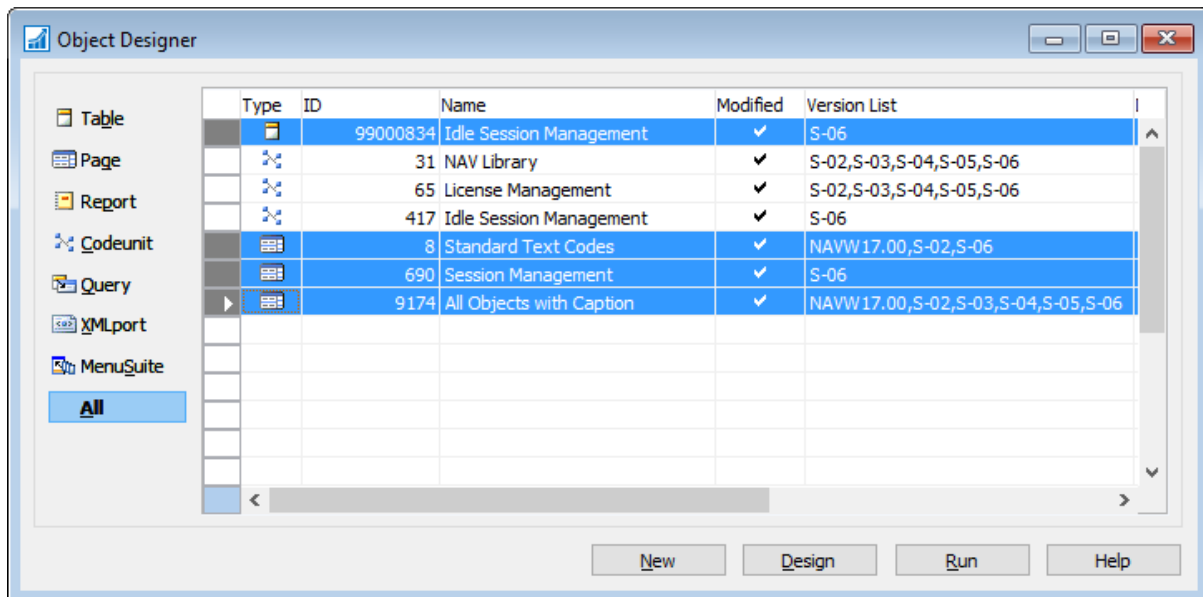 Object Designer
Table
Page
Report
Codeunit
Query
XMLport
MenuSuite
All
Type ID Name Modified Version List
99000834 Idle Session Management S-06
31 NAV Library S-02,S-03,S-04,S-05,S-06
65 License Management S-02,S-03,S-04,S-05,S-06
417 Idle Session Management S-06
8 Standard Text Codes NAVW17.00,S-02,S-06
690 Session Management S-06
9174 All Objects with Caption NAVW17.00,S-02,S-03,S-04,S-05,S-06
New Design Run Help